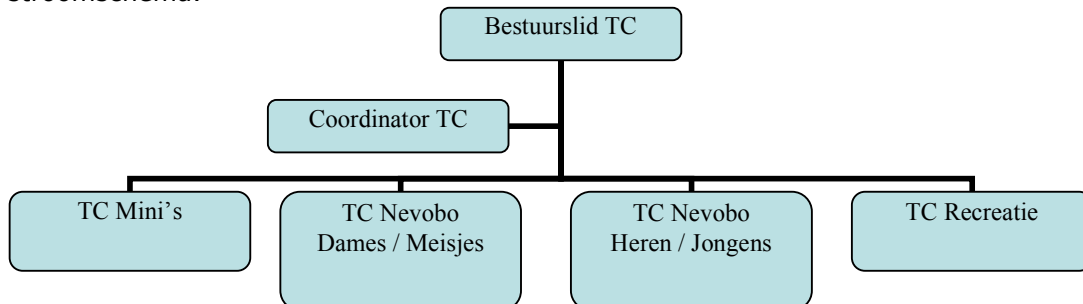 stroomschema:
Bestuurslid TC
Coordinator TC
TC Mini's
TC Nevobo
Dames / Meisjes
TC Nevobo
Heren / Jongens
TC Recreatie